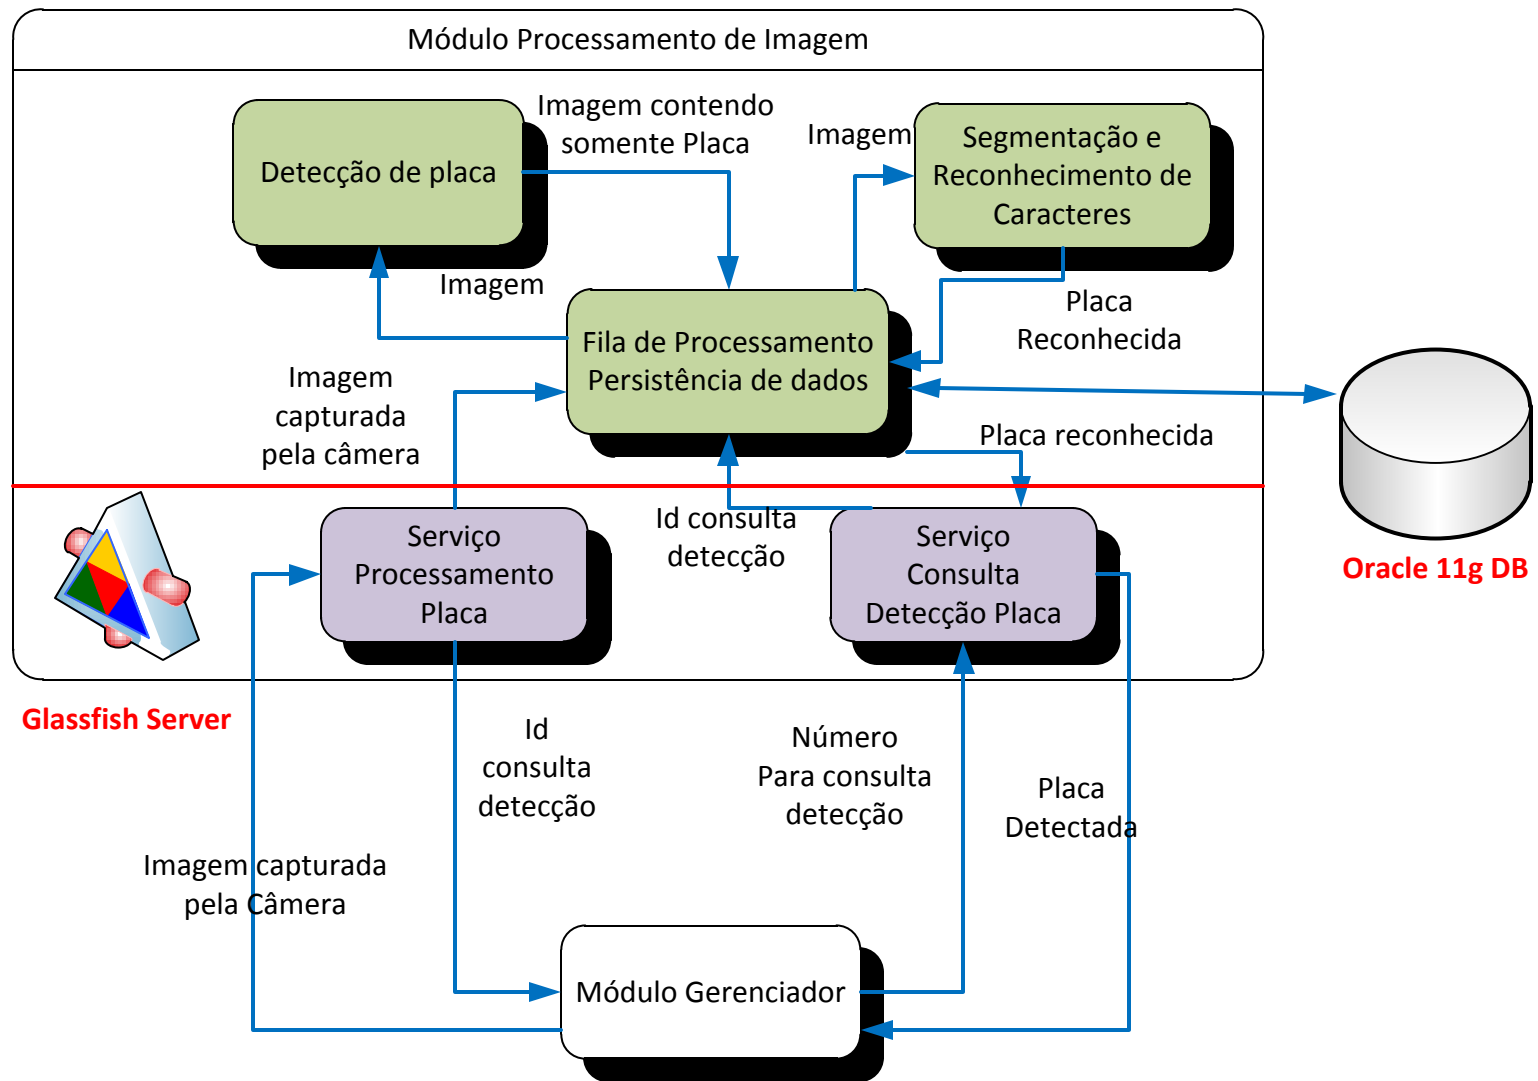 Módulo Processamento de Imagem
Imagem contendo
somente Placa
Imagem
Detecção de placa
Segmentação e
Reconhecimento de
Caracteres
Imagem
Placa
Reconhecida
Fila de Processamento
Persistência de dados
Imagem
capturada
pela câmera
Placa reconhecida
Id consulta
detecção
Serviço
Processamento
Placa
Serviço
Consulta
Detecção Placa
Oracle 11g DB
Glassfish Server
Id
consulta
detecção
Número
Para consulta
detecção
Placa
Detectada
Imagem capturada
pela Câmera
Módulo Gerenciador